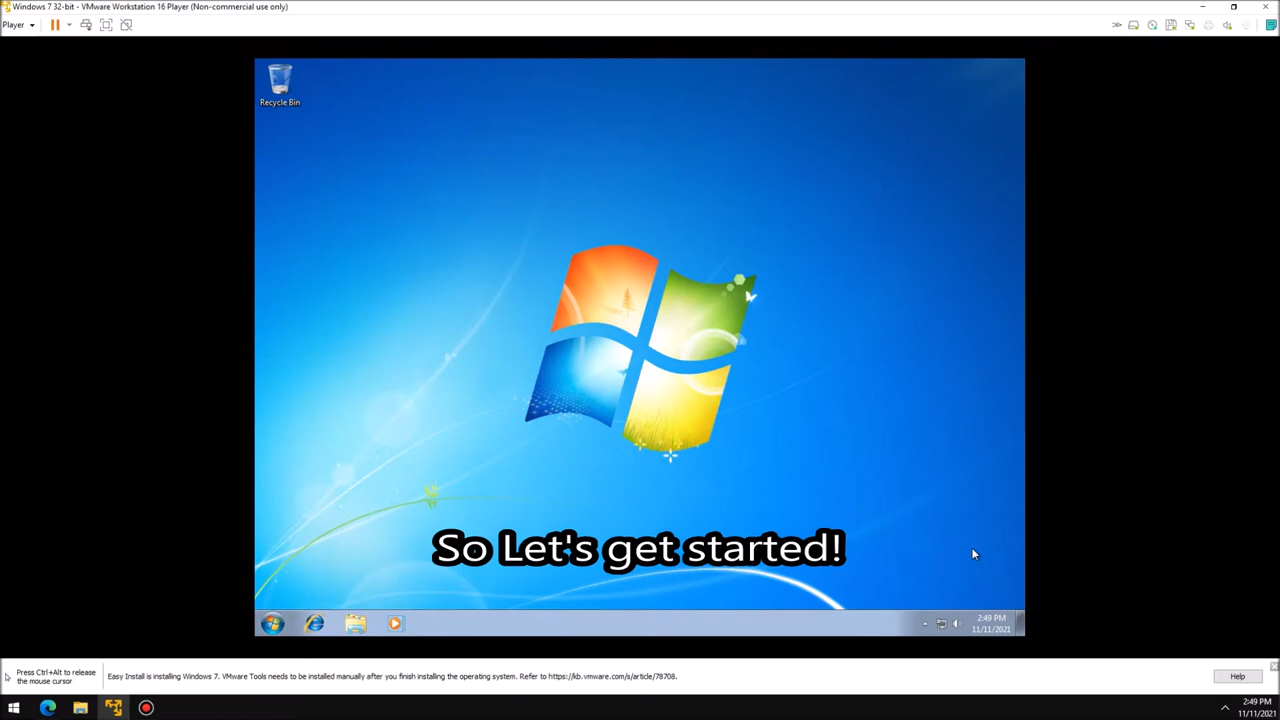 Windows 7 32-bit - VMware Workstation 16 Player (Non-commercial use only)
Player
Recycle Bin
So Let's get started!
2:49 PM
11/11/2021
Press Ctrl+Alt to release
the mouse cursor
Easy Install is installing Windows 7. VMware Tools needs to be installed manually after you finish installing the operating system. Refer to https://kb.vmware.com/s/article/78708.
Help
2:49 PM
11/11/2021